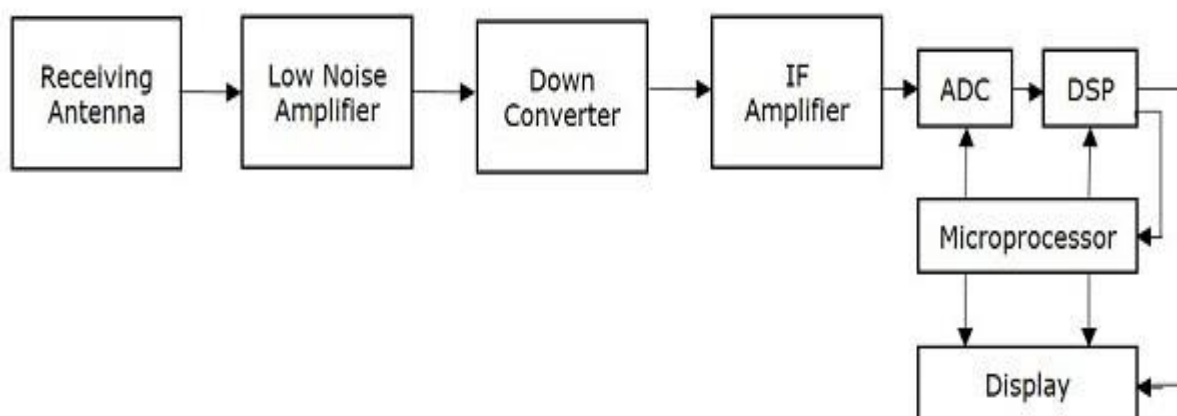 Receiving
Antenna
Low Noise
Amplifier
Down
Converter
IF
Amplifier
ADC
DSP
Microprocessor
Display